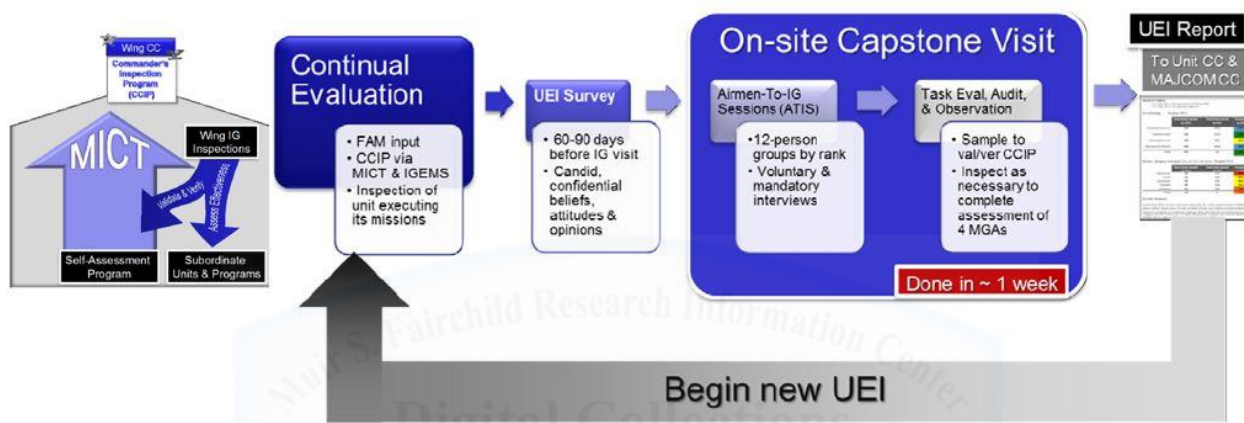 Wing CC
Commander's
Inspection
Program
(CCIP)
MICT
Wing IG
Inspections
Validate & Verify
Assess Effectiveness
Self-Assessment
Program
Subordinate
Units & Programs
Continual
Evaluation
• FAM input
• CCIP via
MICT & IGEMS
• Inspection of
unit executing
its missions
UEI Survey
• 60-90 days
before IG visit
• Candid,
confidential
beliefs,
attitudes &
opinions
On-site Capstone Visit
Airmen-To-IG
Sessions (ATIS)
•12-person
groups by rank
• Voluntary &
mandatory
interviews
Task Eval, Audit,
& Observation
• Sample to
val/ver CCIP
• Inspect as
necessary to
complete
assessment of
4 MGAs
Done in ~ 1 week
UEI Report
To Unit CC &
MAJCOM CC
Begin new UEI
Muir S. Fairchild Research Information Center
Digital Collections